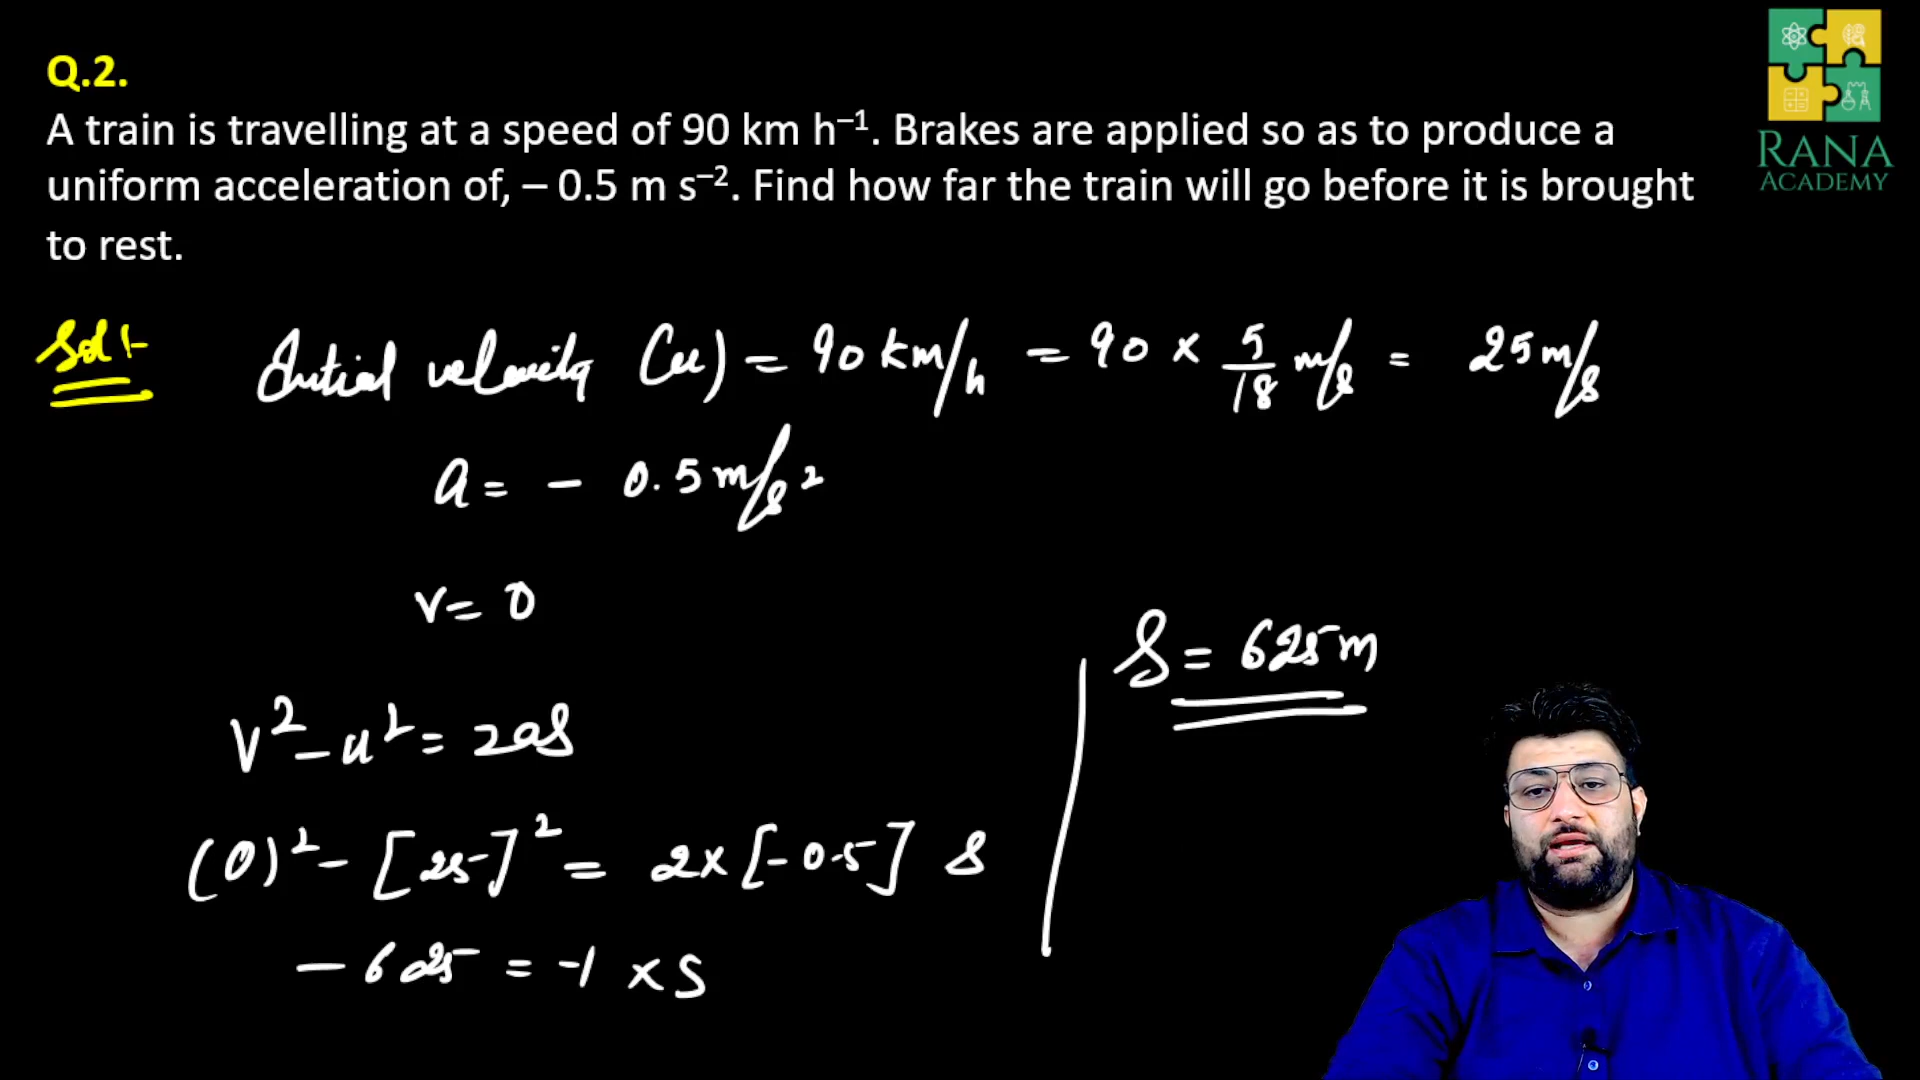 Q.2.
A train is travelling at a speed of 90 km h⁻¹. Brakes are applied so as to produce a
uniform acceleration of, – 0.5 m s⁻². Find how far the train will go before it is brought
to rest.
RANA
ACADEMY
Sol :-
Initial velocity (u) = 90 km/h = 90 × 5/18 m/s = 25 m/s
a = - 0.5 m/s²
v = 0
v² - u² = 2as
(0)² - [25]² = 2 × [-0.5] s
- 625 = -1 × s
s = 625 m